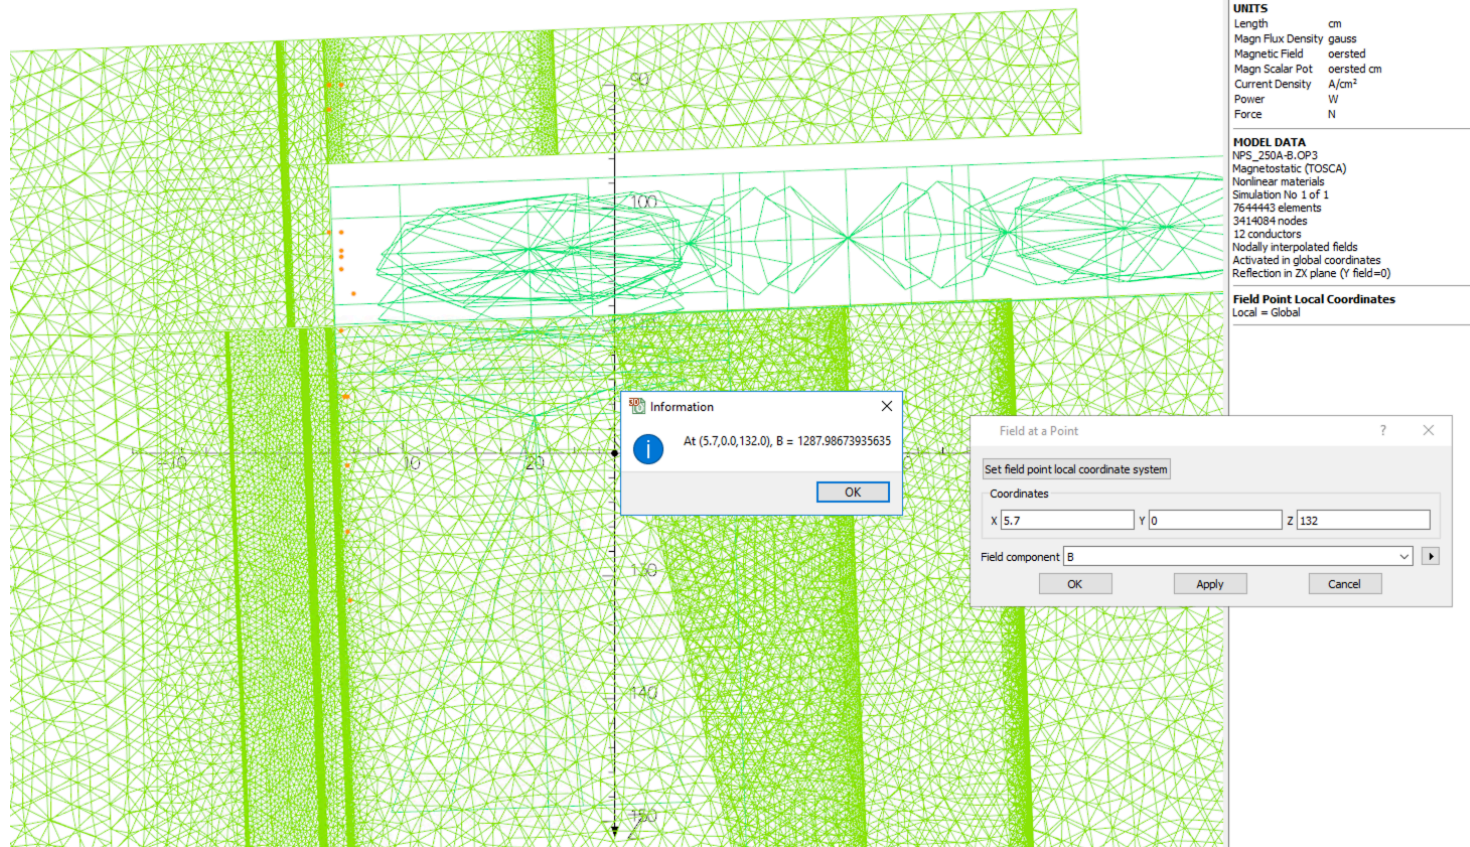 UNITS
Length cm
Magn Flux Density gauss
Magnetic Field oersted
Magn Scalar Pot oersted cm
Current Density A/cm²
Power W
Force N
MODEL DATA
NPS_250A-B.OP3
Magnetostatic (TOSCA)
Nonlinear materials
Simulation No 1 of 1
7644443 elements
3414084 nodes
12 conductors
Nodally interpolated fields
Activated in global coordinates
Reflection in ZX plane (Y field=0)
Field Point Local Coordinates
Local = Global
90
100
Information
At (5.7,0.0,132.0), B = 1287.98673935635
OK
Field at a Point
?
Set field point local coordinate system
Coordinates
X 5.7 Y 0 Z 132
Field component B
OK Apply Cancel
10
20
130
140
150
Z